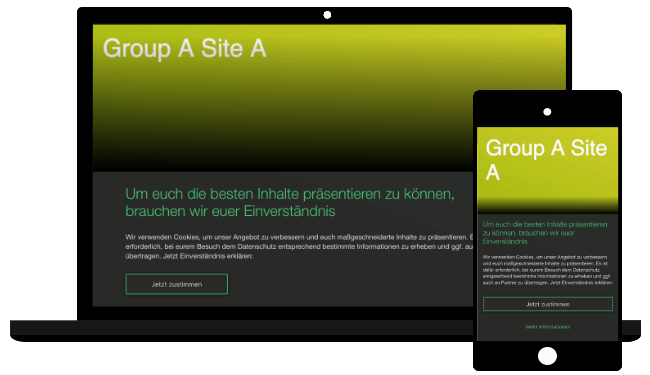 Group A Site A
Um euch die besten Inhalte präsentieren zu können,
brauchen wir euer Einverständnis
Wir verwenden Cookies, um unser Angebot zu verbessern und euch maßgeschneiderte Inhalte zu präsentieren. E
erforderlich, bei eurem Besuch dem Datenschutz entsprechend bestimmte Informationen zu erheben und ggf. au
übertragen. Jetzt Einverständnis erklären:
Jetzt zustimmen
Group A Site
A
Um euch die besten Inhalte präsentieren
zu können, brauchen wir euer
Einverständnis
Wir verwenden Cookies, um unser Angebot zu verbessern
und euch maßgeschneiderte Inhalte zu präsentieren. Es ist
dafür erforderlich, bei eurem Besuch dem Datenschutz
entsprechend bestimmte Informationen zu erheben und ggf.
auch an Partner zu übertragen. Jetzt Einverständnis erklären:
Jetzt zustimmen
Mehr Informationen